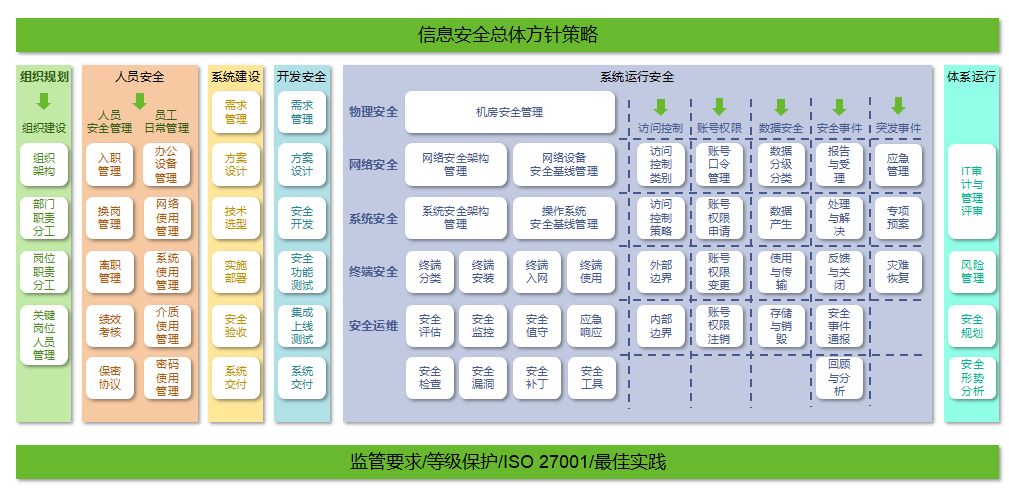 信息安全总体方针策略
组织规划
组织建设
组织
架构
部门
职责
分工
岗位
职责
分工
关键
岗位
人员
管理
人员安全
人员
安全管理
入职
管理
换岗
管理
离职
管理
绩效
考核
保密
协议
员工
日常管理
办公
设备
管理
网络
使用
管理
系统
使用
管理
介质
使用
管理
密码
使用
管理
系统建设
需求
管理
方案
设计
技术
选型
实施
部署
安全
验收
系统
交付
开发安全
需求
管理
方案
设计
安全
开发
安全
功能
测试
集成
上线
测试
系统
交付
系统运行安全
物理安全
机房安全管理
网络安全
网络安全架构
管理
网络设备
安全基线管理
系统安全
系统安全架构
管理
操作系统
安全基线管理
终端安全
终端
分类
终端
安装
终端
入网
终端
使用
安全运维
安全
评估
安全
监控
安全
值守
应急
响应
安全
检查
安全
漏洞
安全
补丁
安全
工具
访问控制
访问
控制
类别
访问
控制
策略
外部
边界
内部
边界
账号权限
账号
口令
管理
账号
权限
申请
账号
权限
变更
账号
权限
注销
数据安全
数据
分级
分类
数据
产生
使用
与传
输
存储
与销
毁
安全事件
报告
与受
理
处理
与解
决
反馈
与关
闭
安全
事件
通报
回顾
与分
析
突发事件
应急
管理
专项
预案
灾难
恢复
体系运行
IT审
计与
管理
评审
风险
管理
安全
规划
安全
形势
分析
监管要求/等级保护/ISO 27001/最佳实践